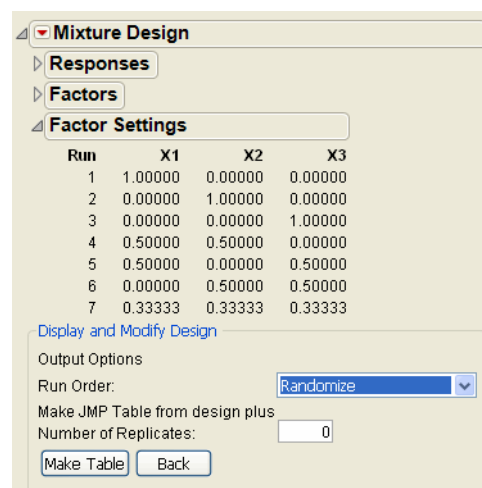 Mixture Design
Responses
Factors
Factor Settings
Run X1 X2 X3
1 1.00000 0.00000 0.00000
2 0.00000 1.00000 0.00000
3 0.00000 0.00000 1.00000
4 0.50000 0.50000 0.00000
5 0.50000 0.00000 0.50000
6 0.00000 0.50000 0.50000
7 0.33333 0.33333 0.33333
Display and Modify Design
Output Options
Run Order: Randomize
Make JMP Table from design plus
Number of Replicates: 0
Make Table Back